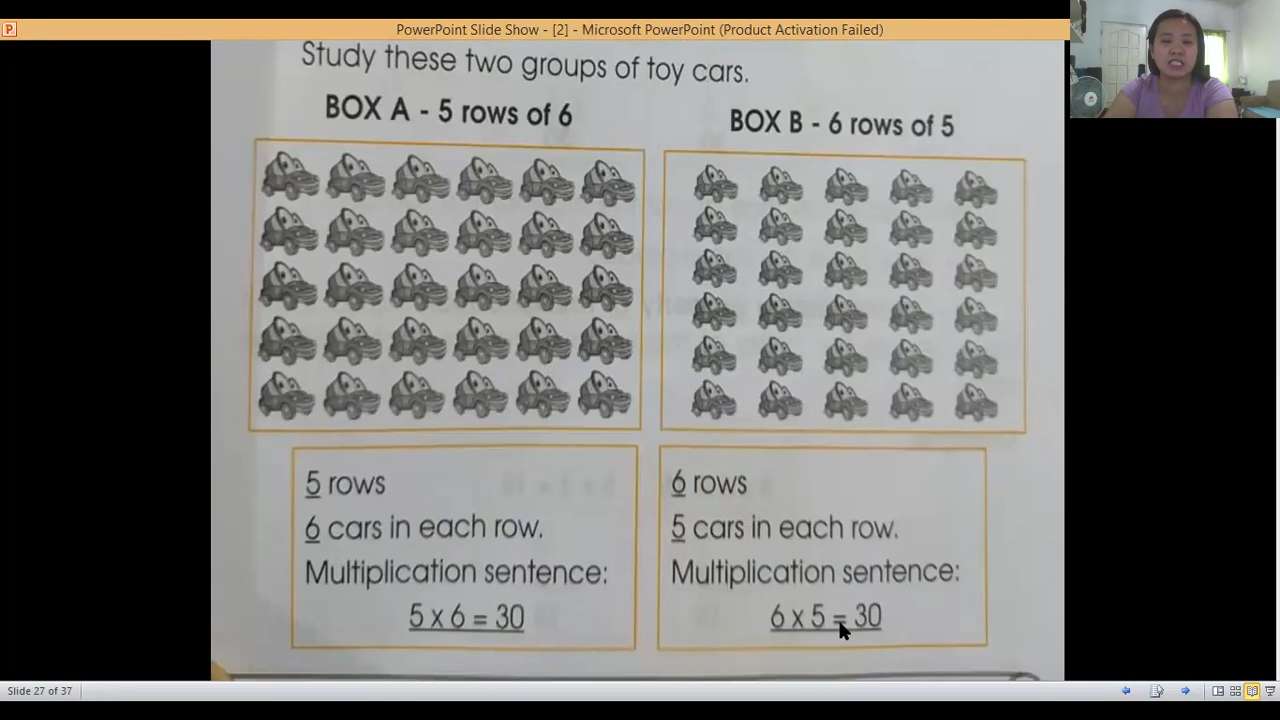 PowerPoint Slide Show - [2] - Microsoft PowerPoint (Product Activation Failed)
Study these two groups of toy cars.
BOX A - 5 rows of 6
BOX B - 6 rows of 5
5 rows
6 cars in each row.
Multiplication sentence:
5 x 6 = 30
6 rows
5 cars in each row.
Multiplication sentence:
6 x 5 = 30
Slide 27 of 37